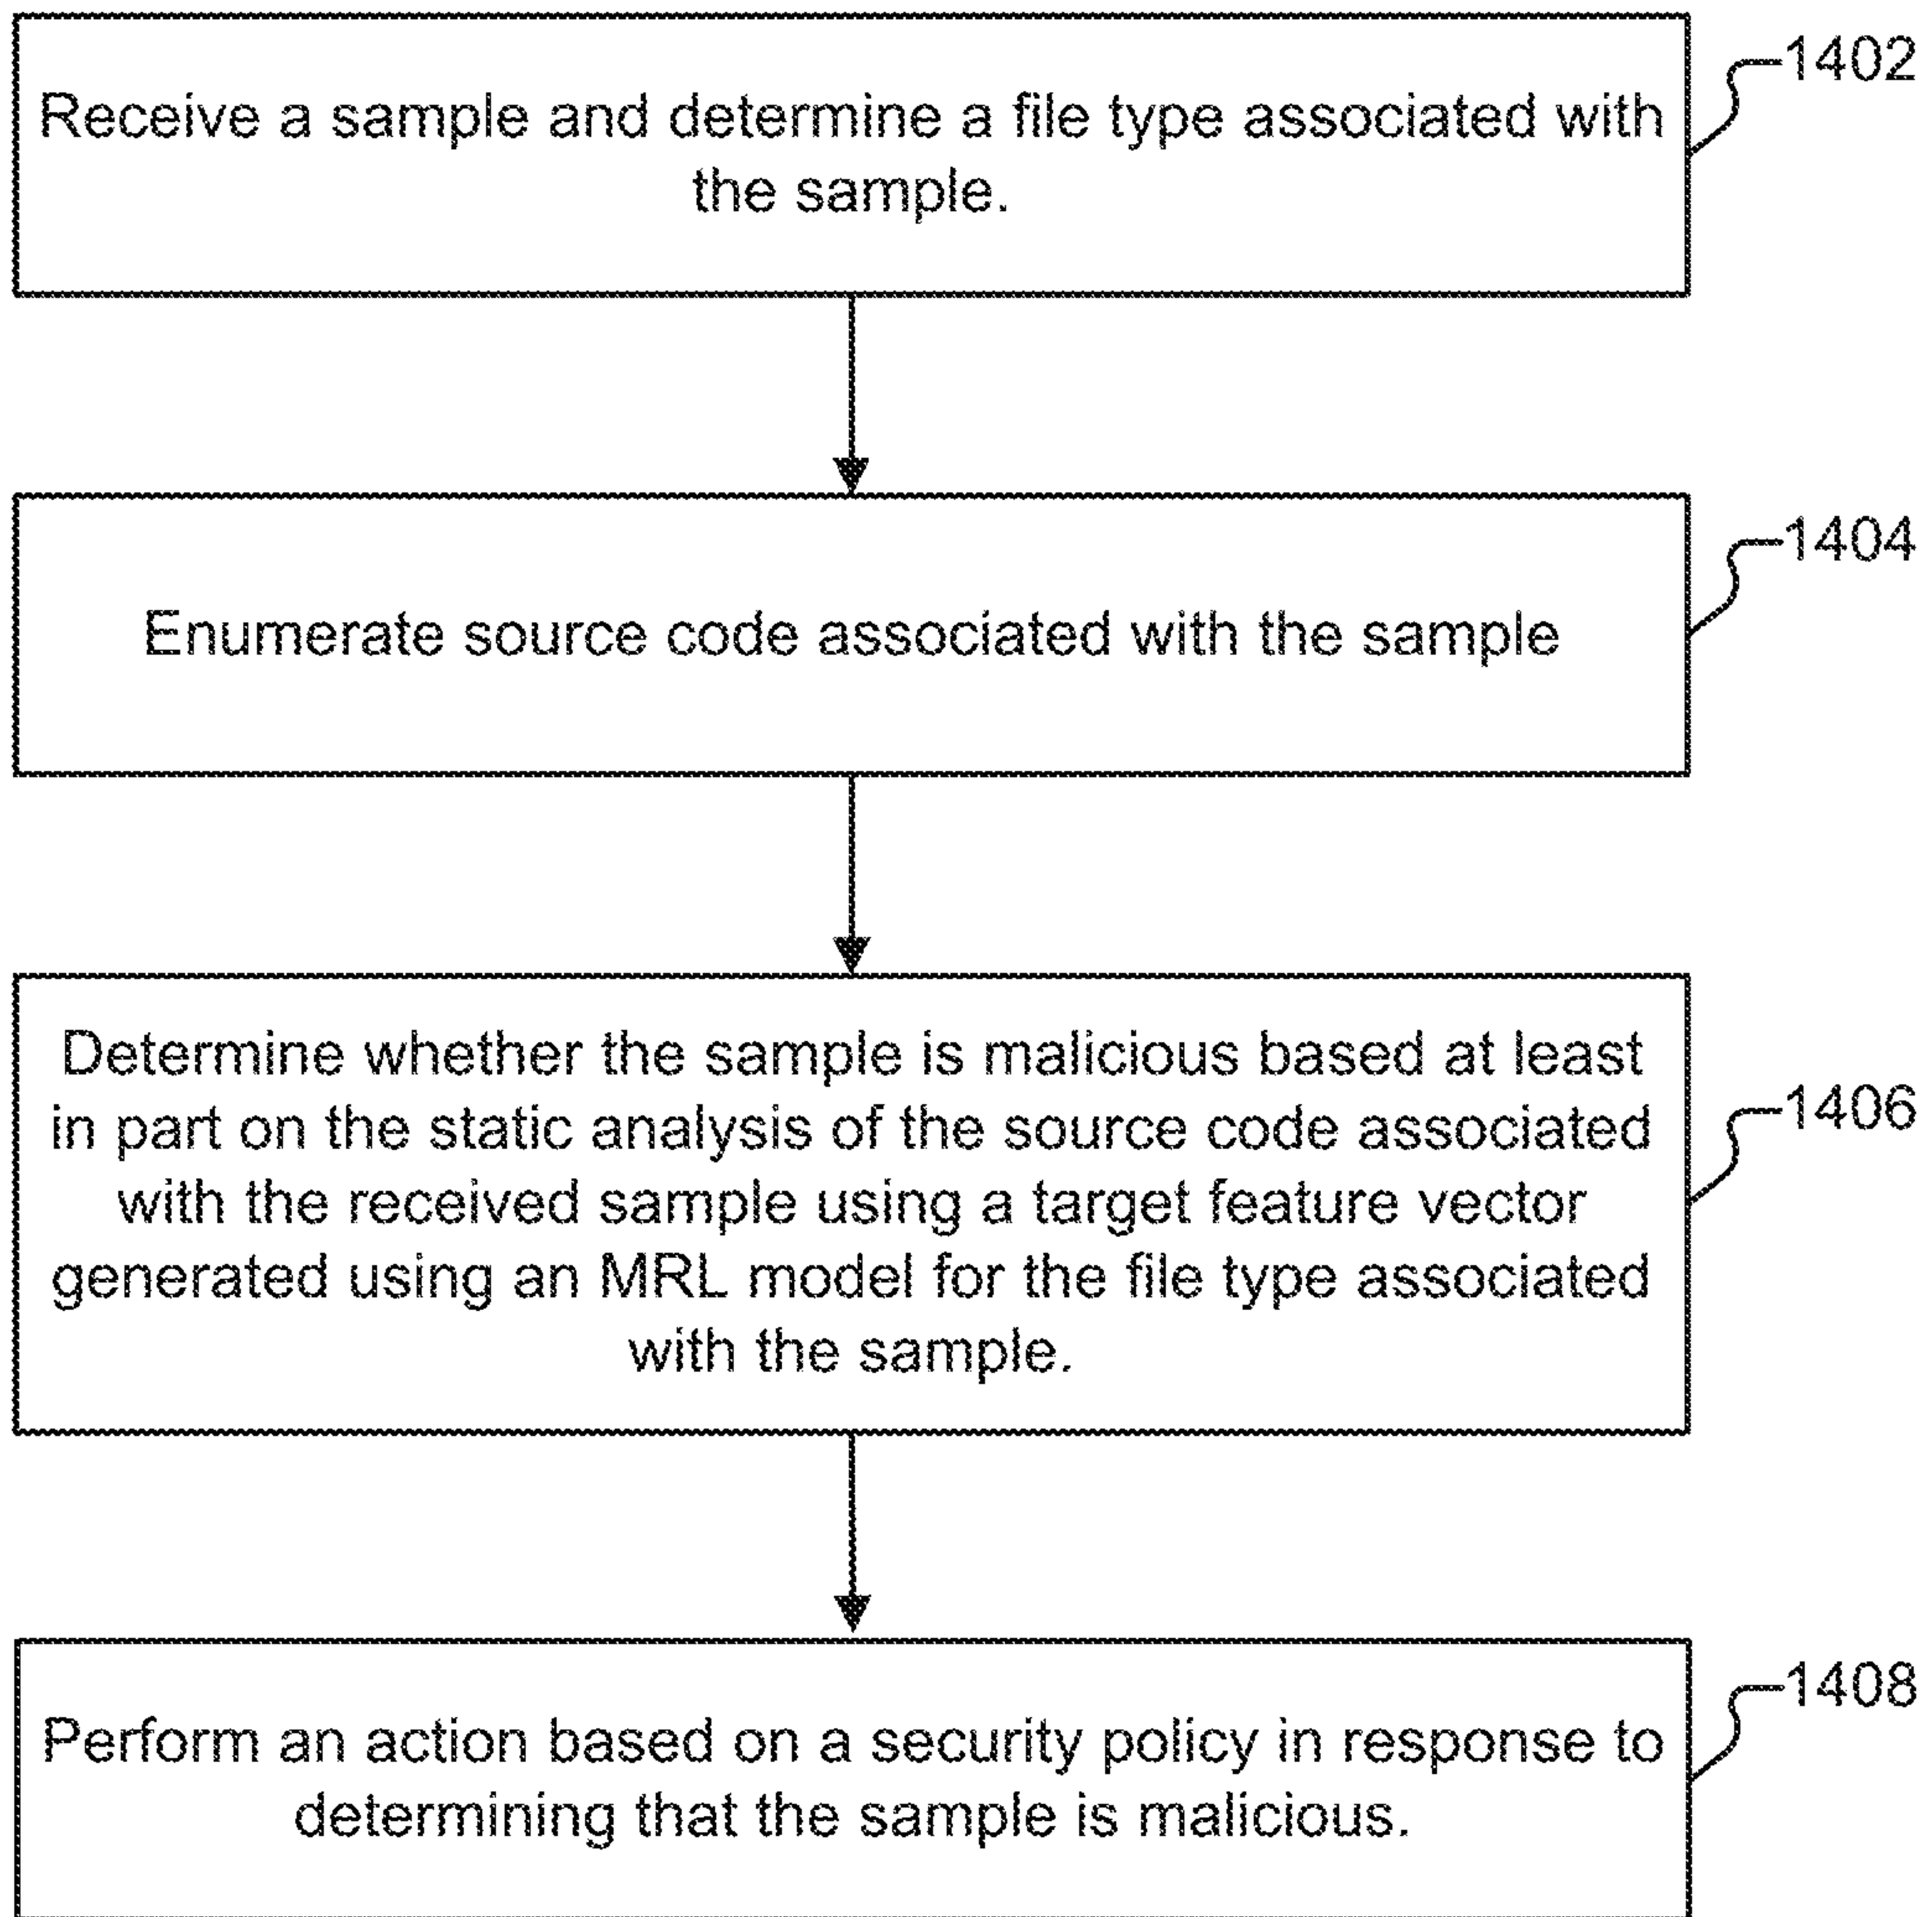 1402
Receive a sample and determine a file type associated with
the sample.
1404
Enumerate source code associated with the sample
Determine whether the sample is malicious based at least
in part on the static analysis of the source code associated
with the received sample using a target feature vector
generated using an MRL model for the file type associated
with the sample.
1406
1408
Perform an action based on a security policy in response to
determining that the sample is malicious.